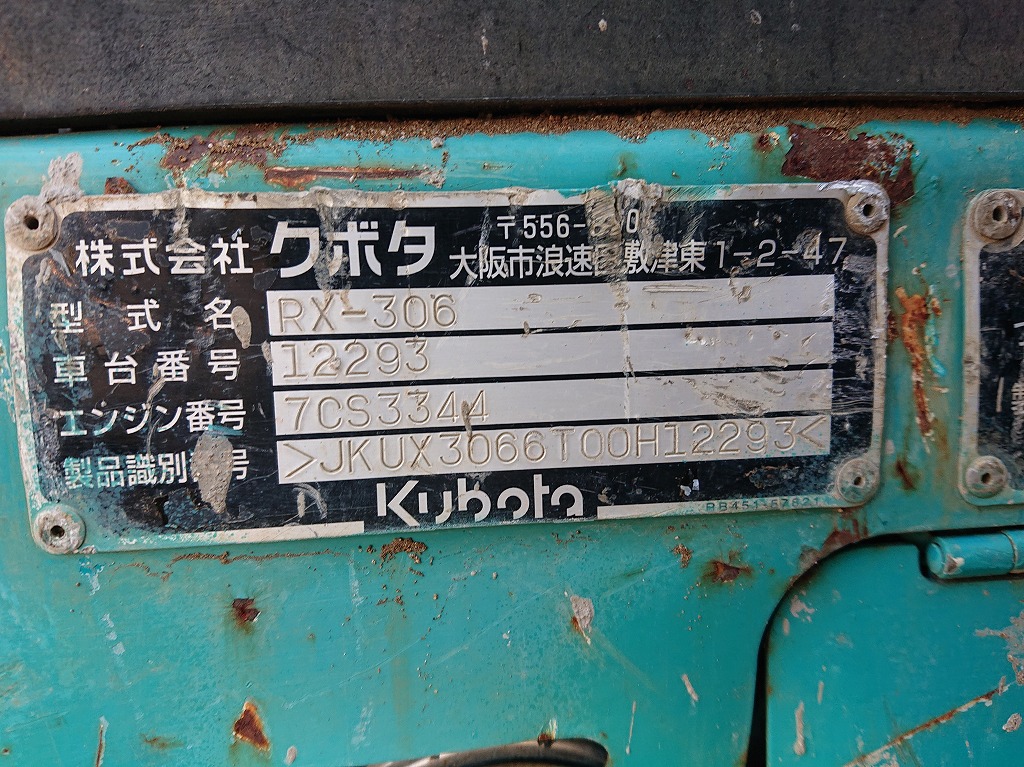 株式会社 クボタ 〒556-
大阪市浪速 敷津東1-2-47
型式名 RX-306
車台番号 12293
エンジン番号 7CS3344
製品識別 号 >JKUX3066T00H12293<
Kubota